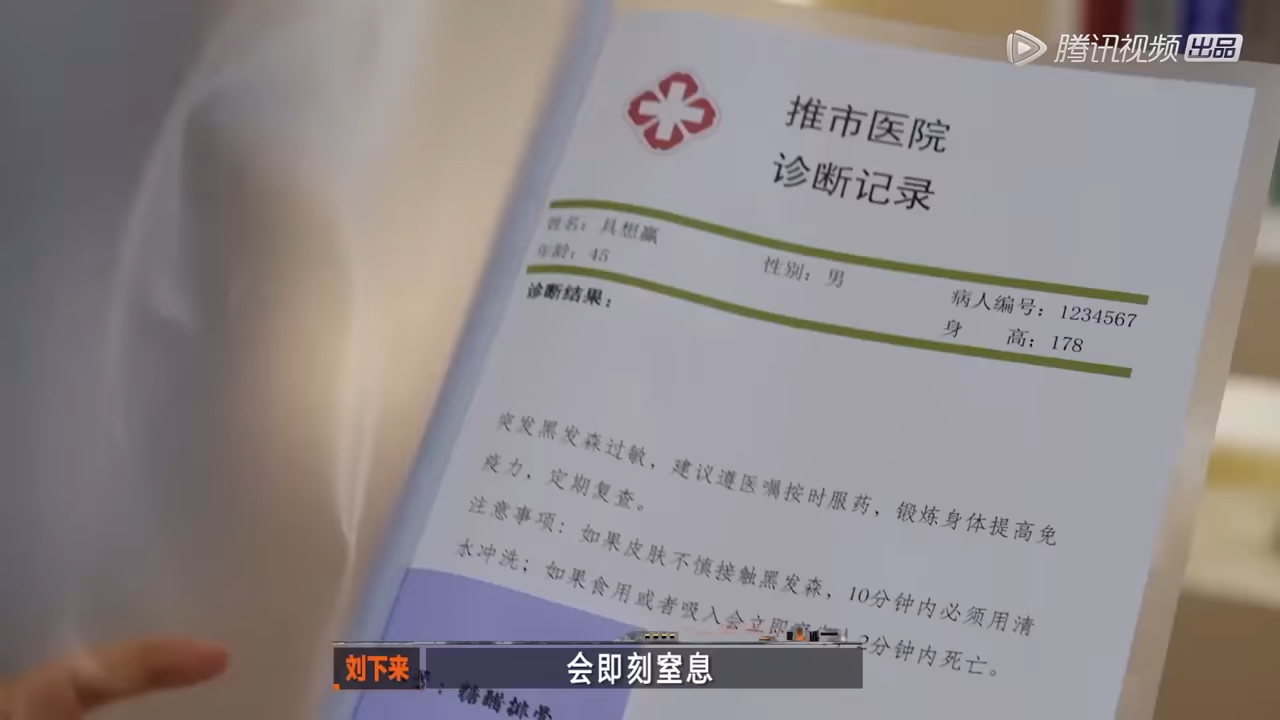 腾讯视频 出品
推市医院
诊断记录
姓名：具想赢
年龄：45
性别：男
病人编号：1234567
身 高：178
诊断结果：
突发黑发森过敏，建议遵医嘱按时服药，锻炼身体提高免
疫力，定期复查。
注意事项：如果皮肤不慎接触黑发森，10分钟内必须用清
水冲洗；如果食用或者吸入会立即 2分钟内死亡。
刘下来
会即刻窒息
：糖醋排骨